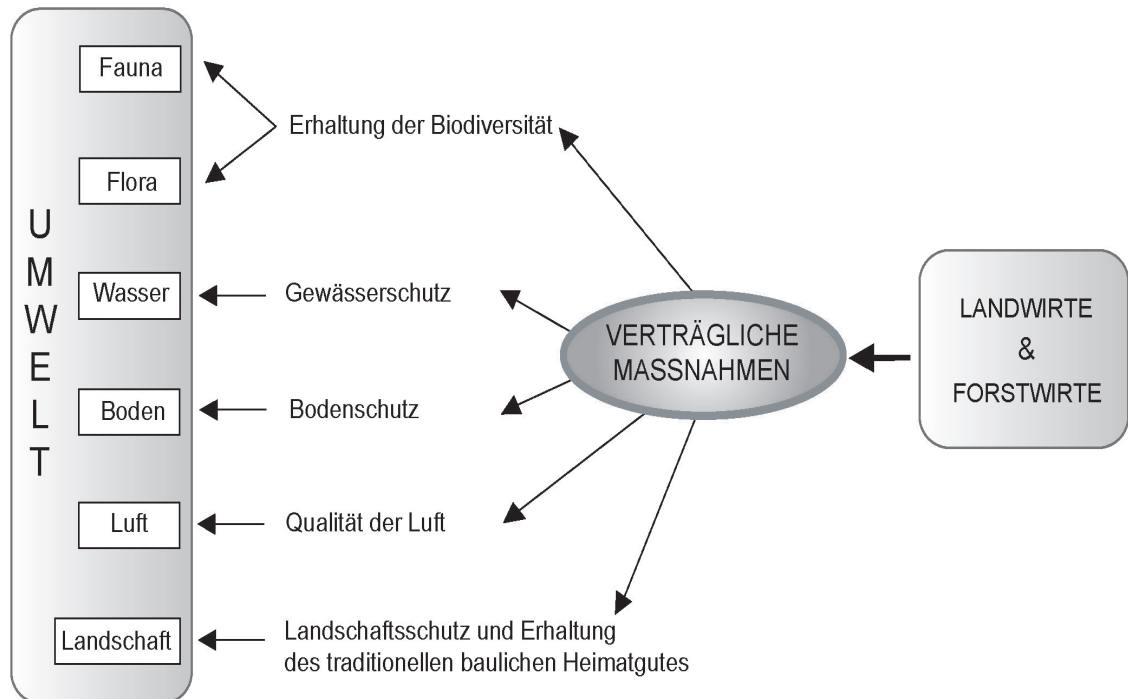 UMWELT
Fauna
Flora
Wasser
Boden
Luft
Landschaft
Erhaltung der Biodiversität
Gewässerschutz
Bodenschutz
Qualität der Luft
Landschaftsschutz und Erhaltung
des traditionellen baulichen Heimatgutes
VERTRÄGLICHE
MASSNAHMEN
LANDWIRTE
&
FORSTWIRTE